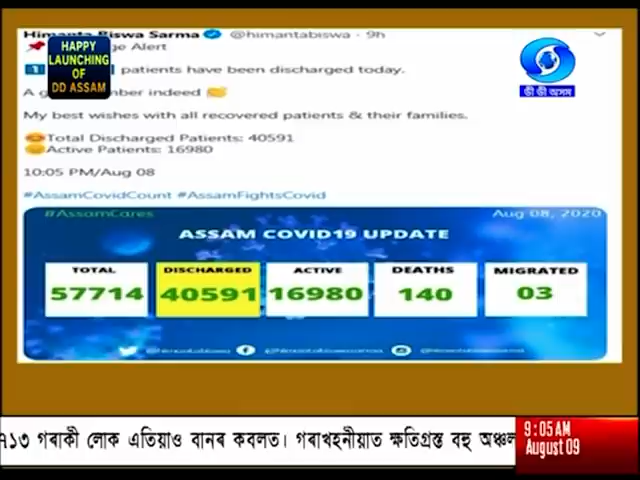 Himanta Biswa Sarma @himantabiswa · 9h
Alert
patients have been discharged today.
indeed
My best wishes with all recovered patients & their families.
Total Discharged Patients: 40591
Active Patients: 16980
10:05 PM/Aug 08
#AssamCovidCount #AssamFightsCovid
HAPPY
LAUNCHING
OF
DD ASSAM
ডী ডী অসম
#AssamCares Aug 08, 2020
ASSAM COVID19 UPDATE
TOTAL DISCHARGED ACTIVE DEATHS MIGRATED
57714 40591 16980 140 03
@himantabiswa @himantabiswasarma @himantabiswasarma
৭১৩ গৰাকী লোক এতিয়াও বানৰ কবলত। গৰাখহনীয়াত ক্ষতিগ্ৰস্ত বহু অঞ্চল
9:05 AM
August 09